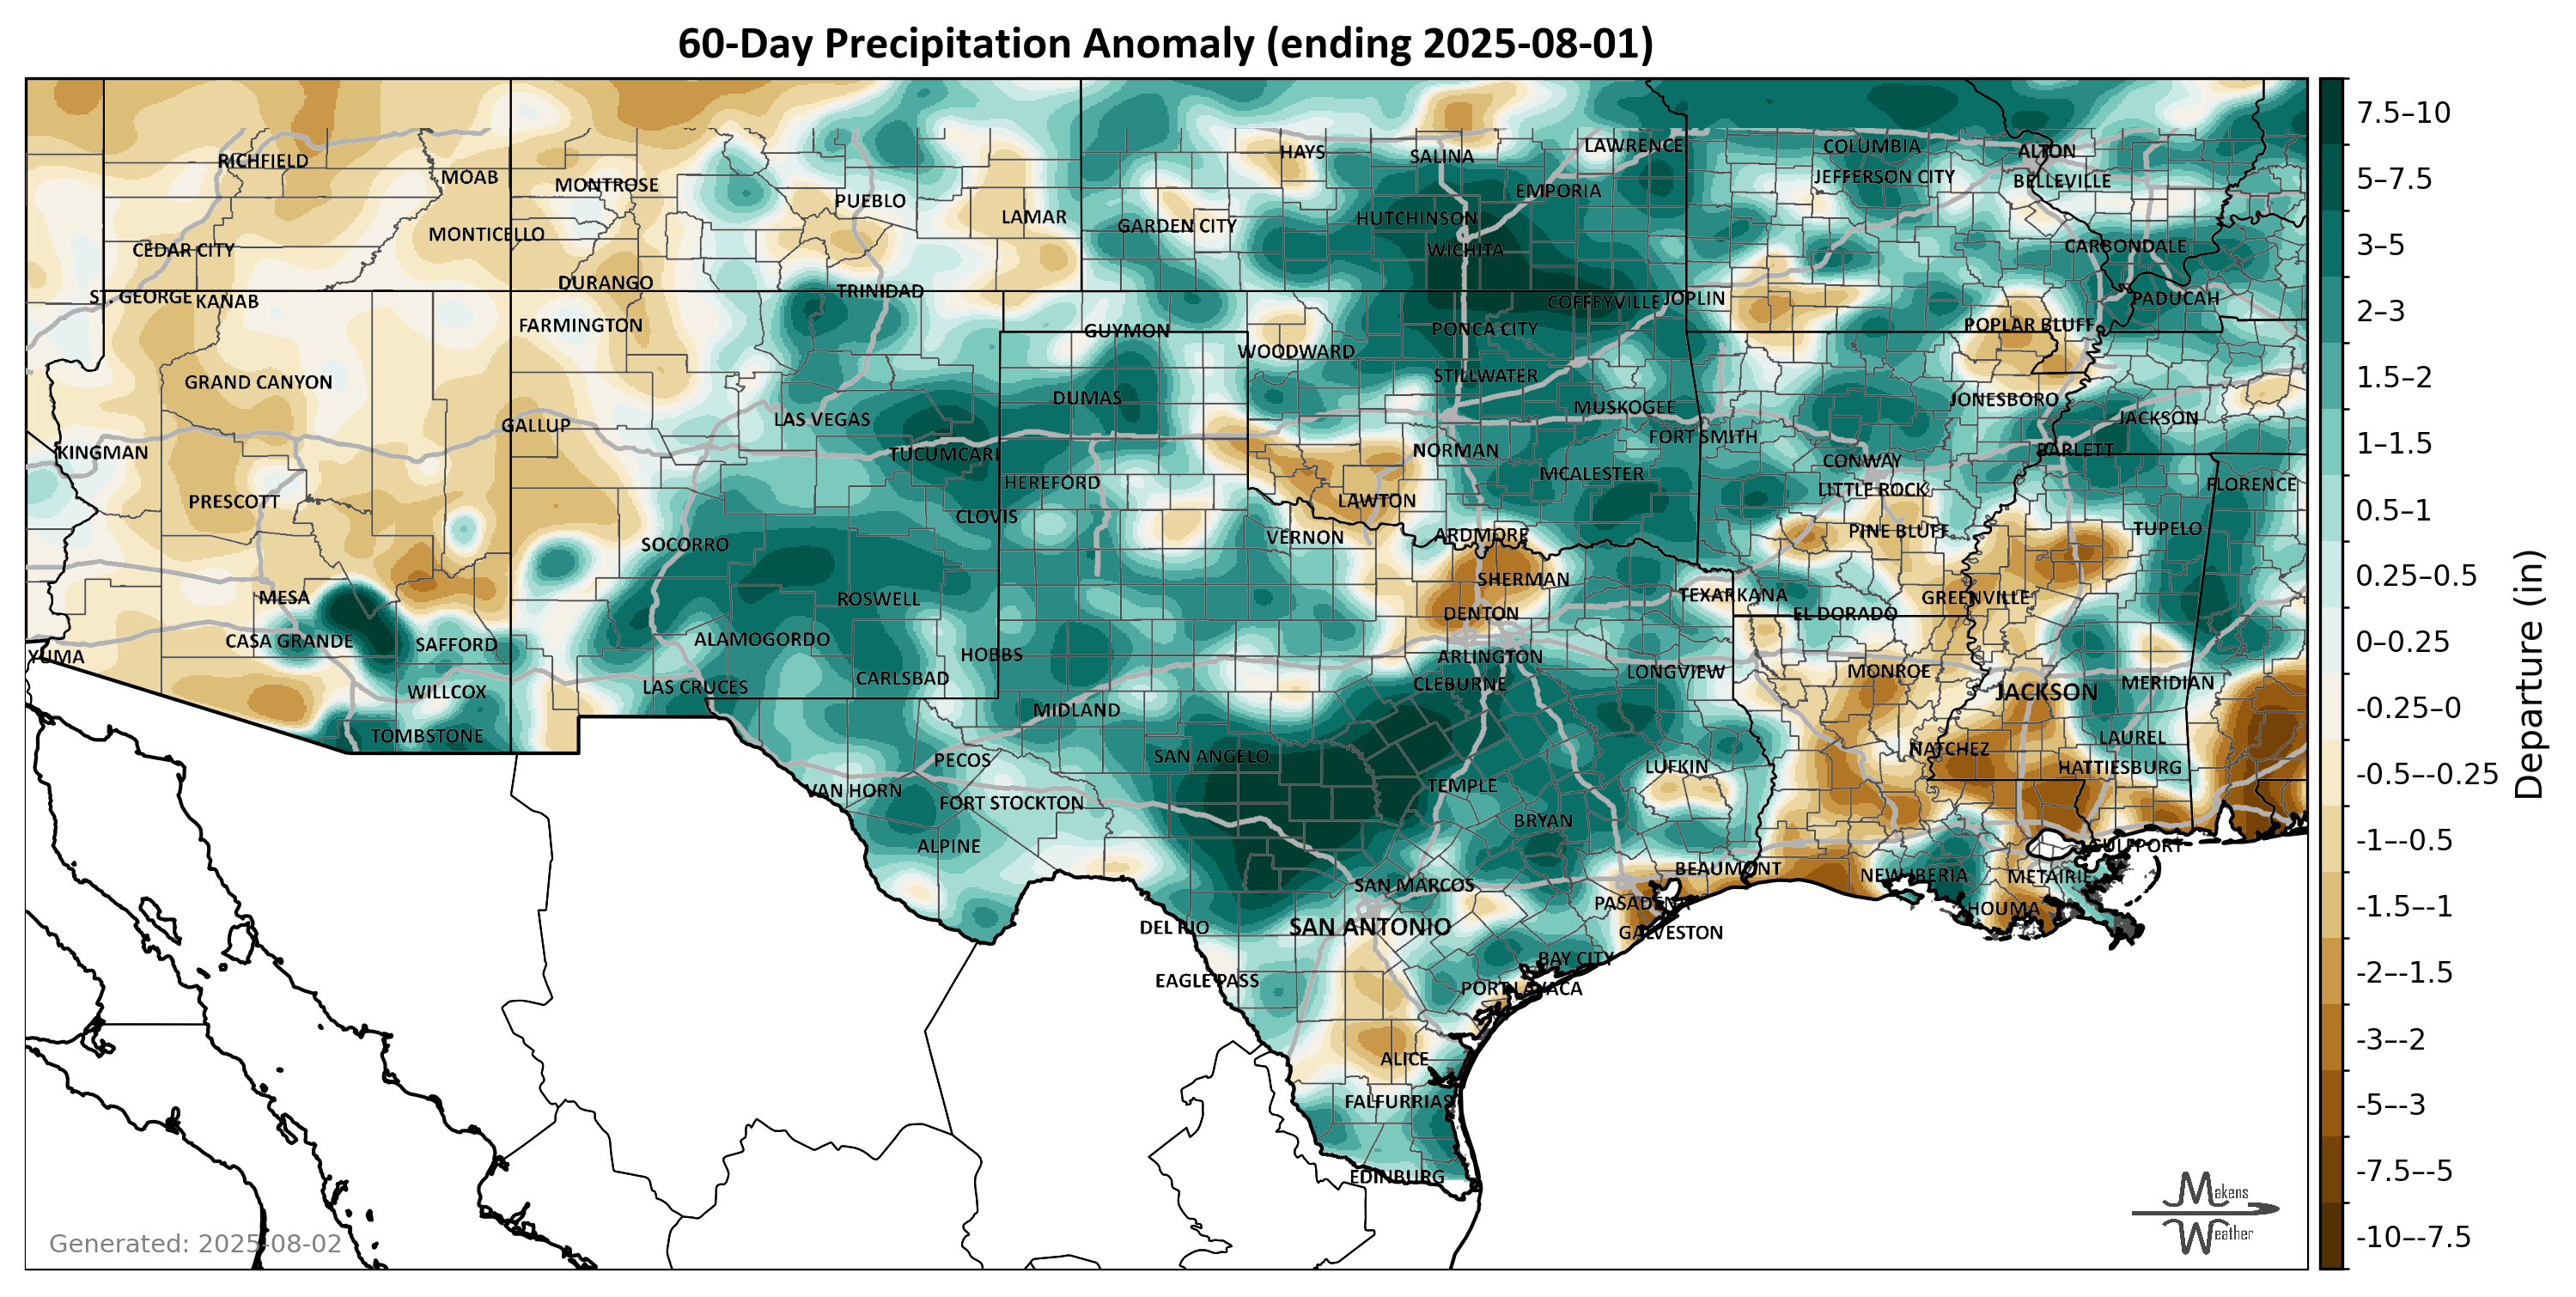 60-Day Precipitation Anomaly (ending 2025-08-01)
7.5–10
5–7.5
3–5
2–3
1.5–2
1–1.5
0.5–1
0.25–0.5
0–0.25
-0.25–0
-0.5–-0.25
-1–-0.5
-1.5–-1
-2–-1.5
-3–-2
-5–-3
-7.5–-5
-10–-7.5
Departure (in)
HAYS
SALINA
LAWRENCE
COLUMBIA
ALTON
RICHFIELD
MOAB
MONTROSE
PUEBLO
EMPORIA
JEFFERSON CITY
BELLEVILLE
LAMAR
GARDEN CITY
HUTCHINSON
MONTICELLO
CEDAR CITY
WICHITA
CARBONDALE
DURANGO
TRINIDAD
ST. GEORGE
KANAB
COFFEYVILLE
JOPLIN
PADUCAH
FARMINGTON
GUYMON
PONCA CITY
POPLAR BLUFF
WOODWARD
GRAND CANYON
STILLWATER
DUMAS
MUSKOGEE
JONESBORO
GALLUP
LAS VEGAS
JACKSON
FORT SMITH
KINGMAN
TUCUMCARI
NORMAN
BARLETT
CONWAY
MCALESTER
HEREFORD
LITTLE ROCK
FLORENCE
PRESCOTT
LAWTON
CLOVIS
SOCORRO
VERNON
ARDMORE
PINE BLUFF
TUPELO
SHERMAN
MESA
ROSWELL
TEXARKANA
GREENVILLE
DENTON
EL DORADO
CASA GRANDE
SAFFORD
ALAMOGORDO
YUMA
HOBBS
ARLINGTON
LONGVIEW
MONROE
WILLCOX
LAS CRUCES
CARLSBAD
CLEBURNE
JACKSON
MERIDIAN
MIDLAND
TOMBSTONE
LAUREL
PECOS
SAN ANGELO
NATCHEZ
LUFKIN
HATTIESBURG
VAN HORN
FORT STOCKTON
TEMPLE
BRYAN
ALPINE
GULFPORT
BEAUMONT
SAN MARCOS
NEW IBERIA
METAIRIE
PASADENA
HOUMA
DEL RIO
SAN ANTONIO
GALVESTON
BAY CITY
EAGLE PASS
PORT LAVACA
ALICE
FALFURRIAS
EDINBURG
Makens
Weather
Generated: 2025-08-02